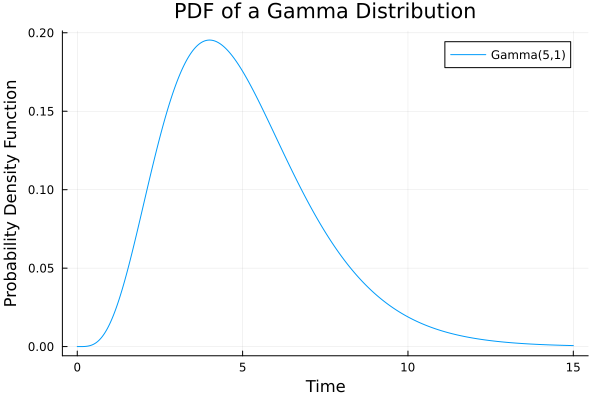 PDF of a Gamma Distribution
Gamma(5,1)
Probability Density Function
0.20
0.15
0.10
0.05
0.00
0
5
10
15
Time